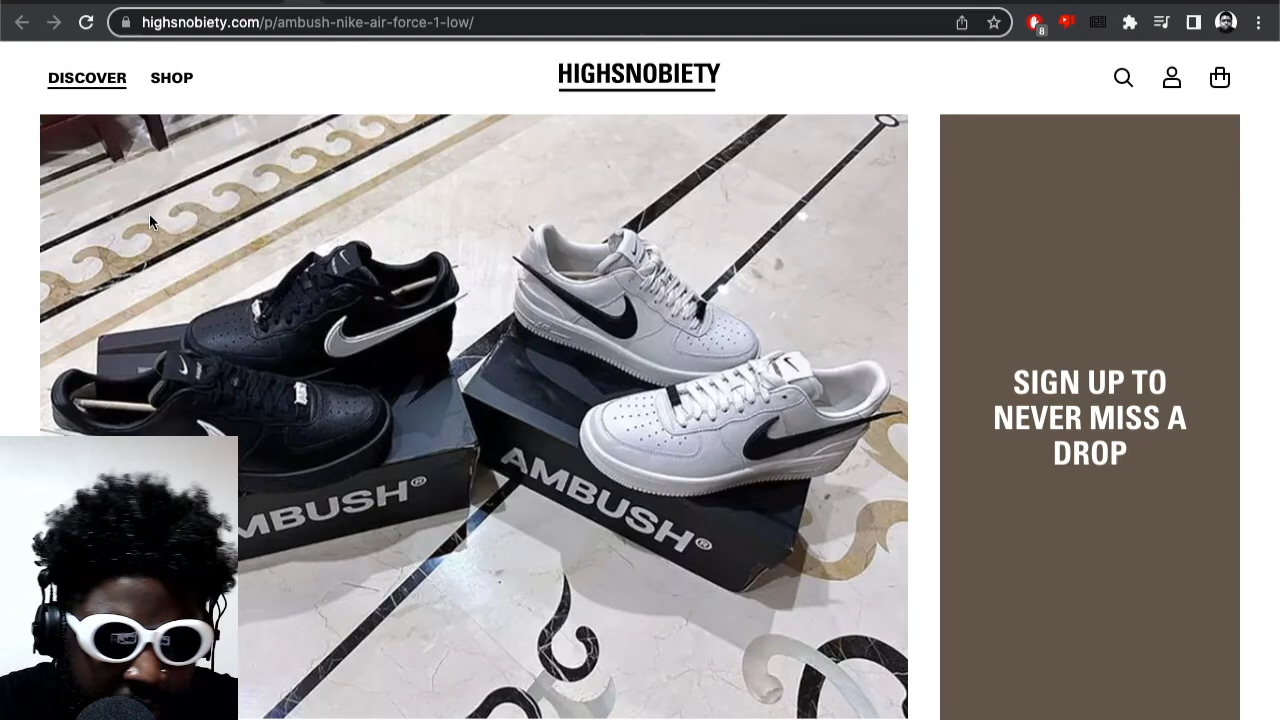 highsnobiety.com/p/ambush-nike-air-force-1-low/
8
DISCOVER SHOP
HIGHSNOBIETY
SIGN UP TO
NEVER MISS A
DROP
AMBUSH®
MBUSH®